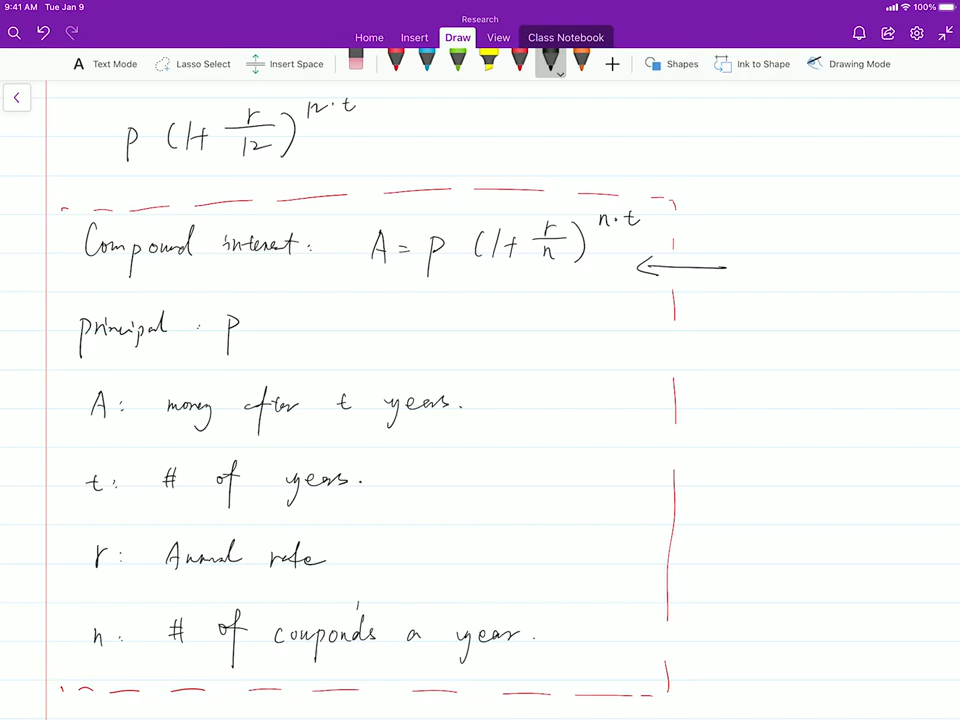 9:41 AM Tue Jan 9
100%
Research
Home Insert Draw View Class Notebook
Text Mode Lasso Select Insert Space Shapes Ink to Shape Drawing Mode
p (1+ r/12)^12·t
Compound interest: A = p (1+ r/n)^n·t
principal : p
A: money after t years.
t: # of years.
r: Annual rate
n: # of couponds a year.